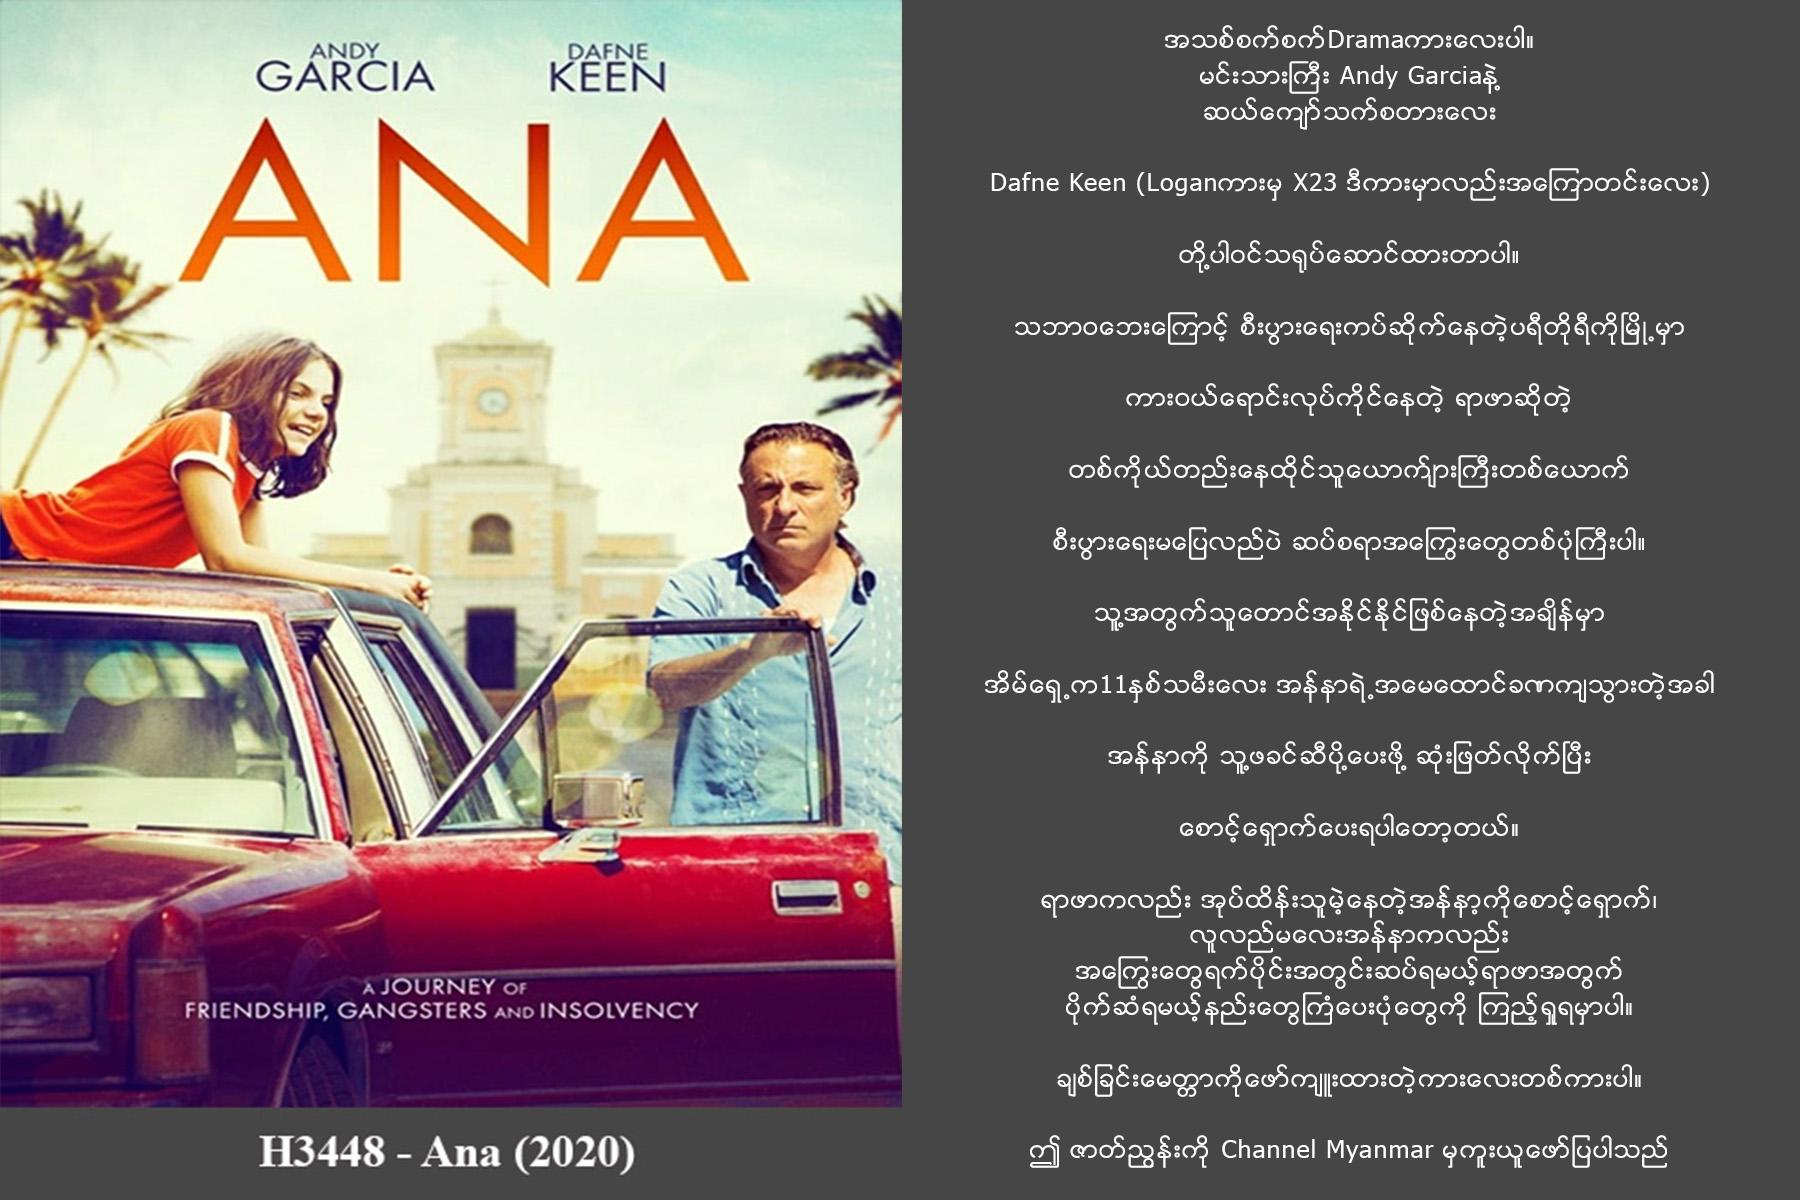 ANDY
GARCIA
DAFNE
KEEN
ANA
A JOURNEY OF
FRIENDSHIP, GANGSTERS AND INSOLVENCY
H3448 - Ana (2020)
အသစ်စက်စက်Dramaကားလေးပါ။
မင်းသားကြီး Andy Garciaနဲ့
ဆယ်ကျော်သက်စတားလေး
Dafne Keen (Loganကားမှ X23 ဒီကားမှာလည်းအကြောတင်းလေး)
တို့ပါဝင်သရုပ်ဆောင်ထားတာပါ။
သဘာဝဘေးကြောင့် စီးပွားရေးကပ်ဆိုက်နေတဲ့ပရီတိုရီကိုမြို့မှာ
ကားဝယ်ရောင်းလုပ်ကိုင်နေတဲ့ ရာဖာဆိုတဲ့
တစ်ကိုယ်တည်းနေထိုင်သူယောကျ်ားကြီးတစ်ယောက်
စီးပွားရေးမပြေလည်ပဲ ဆပ်စရာအကြွေးတွေတစ်ပုံကြီးပါ။
သူ့အတွက်သူတောင်အနိုင်နိုင်ဖြစ်နေတဲ့အချိန်မှာ
အိမ်ရှေ့က11နှစ်သမီးလေး အန်နာရဲ့အမေထောင်ခဏကျသွားတဲ့အခါ
အန်နာကို သူ့ဖခင်ဆီပို့ပေးဖို့ ဆုံးဖြတ်လိုက်ပြီး
စောင့်ရှောက်ပေးရပါတော့တယ်။
ရာဖာကလည်း အုပ်ထိန်းသူမဲ့နေတဲ့အန်နာ့ကိုစောင့်ရှောက်၊
လူလည်မလေးအန်နာကလည်း
အကြွေးတွေရက်ပိုင်းအတွင်းဆပ်ရမယ့်ရာဖာအတွက်
ပိုက်ဆံရမယ့်နည်းတွေကြံပေးပုံတွေကို ကြည့်ရှုရမှာပါ။
ချစ်ခြင်းမေတ္တာကိုဖော်ကျူးထားတဲ့ကားလေးတစ်ကားပါ။
ဤ ဇာတ်ညွှန်းကို Channel Myanmar မှကူးယူဖော်ပြပါသည်